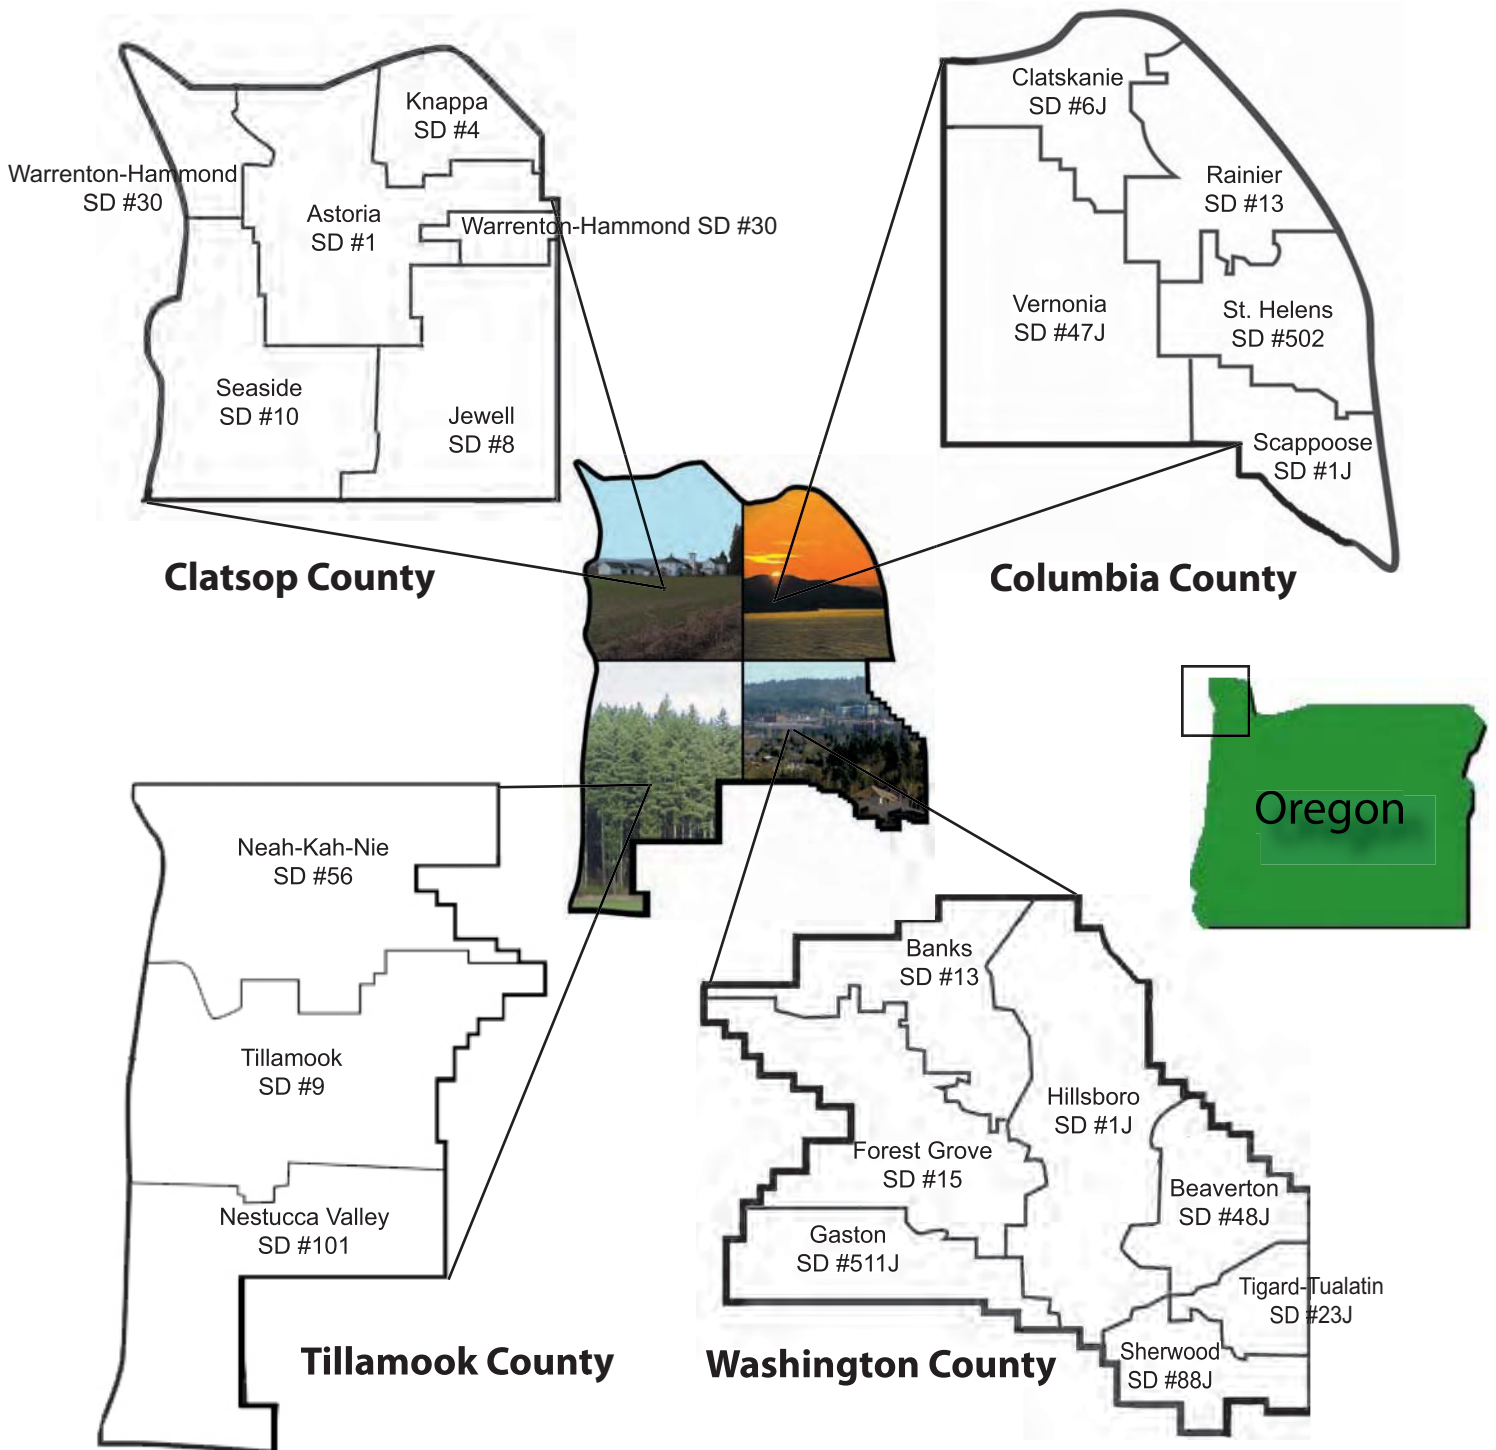 Knappa
SD #4
Warrenton-Hammond
SD #30
Astoria
SD #1
Warrenton-Hammond SD #30
Seaside
SD #10
Jewell
SD #8
Clatsop County
Clatskanie
SD #6J
Rainier
SD #13
Vernonia
SD #47J
St. Helens
SD #502
Scappoose
SD #1J
Columbia County
Oregon
Neah-Kah-Nie
SD #56
Tillamook
SD #9
Nestucca Valley
SD #101
Tillamook County
Banks
SD #13
Hillsboro
SD #1J
Forest Grove
SD #15
Beaverton
SD #48J
Gaston
SD #511J
Tigard-Tualatin
SD #23J
Sherwood
SD #88J
Washington County